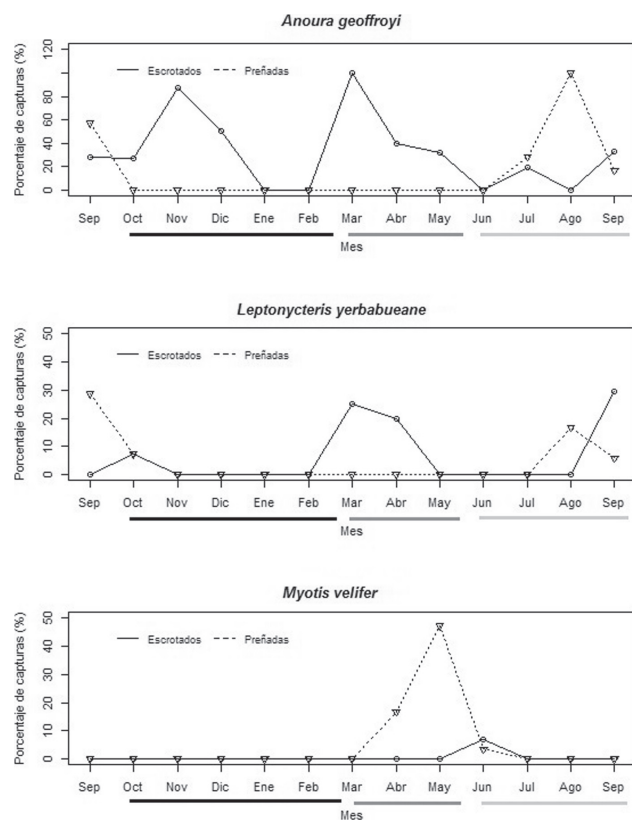 Anoura geoffroyi
Porcentaje de capturas (%)
120
80
60
40
20
0
Escrotados
Preñadas
Sep Oct Nov Dic Ene Feb Mar Abr May Jun Jul Ago Sep
Mes
Leptonycteris yerbabueane
Porcentaje de capturas (%)
50
40
30
20
10
0
Escrotados
Preñadas
Sep Oct Nov Dic Ene Feb Mar Abr May Jun Jul Ago Sep
Mes
Myotis velifer
Porcentaje de capturas (%)
50
40
30
20
10
0
Escrotados
Preñadas
Sep Oct Nov Dic Ene Feb Mar Abr May Jun Jul Ago Sep
Mes